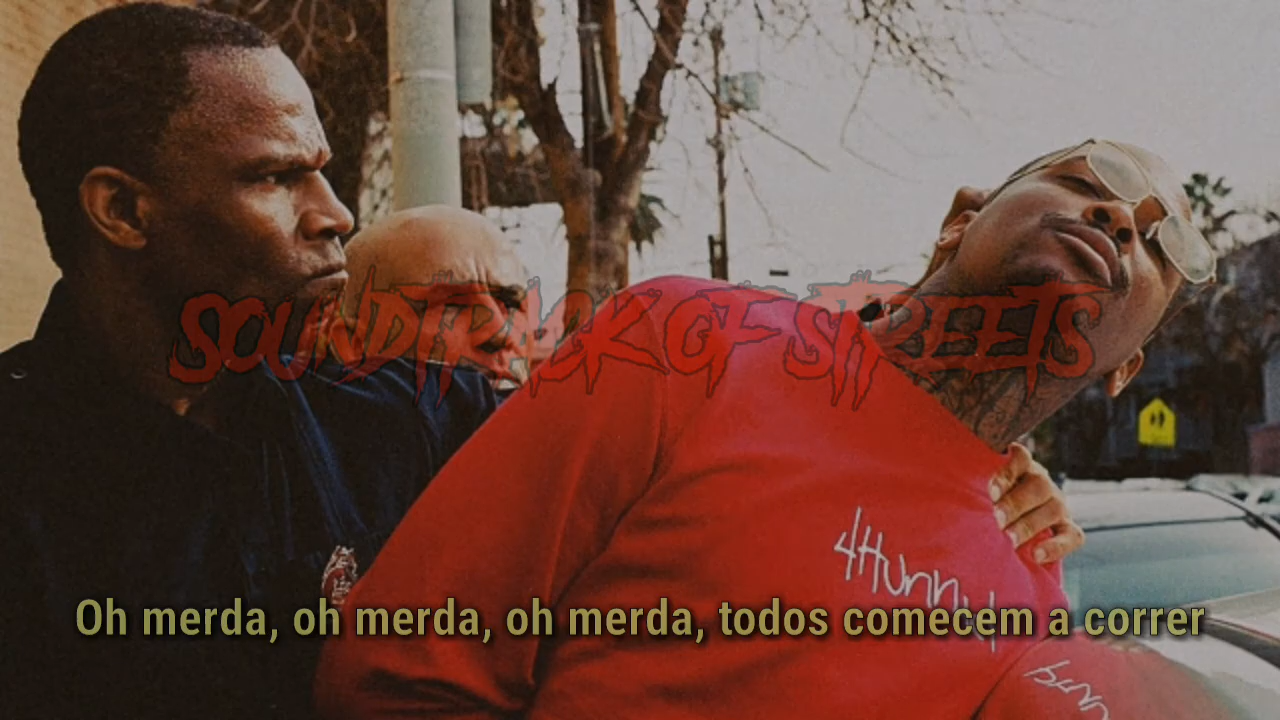 SOUNDTRACK OF STREETS
4Hunnid
Oh merda, oh merda, oh merda, todos comecem a correr